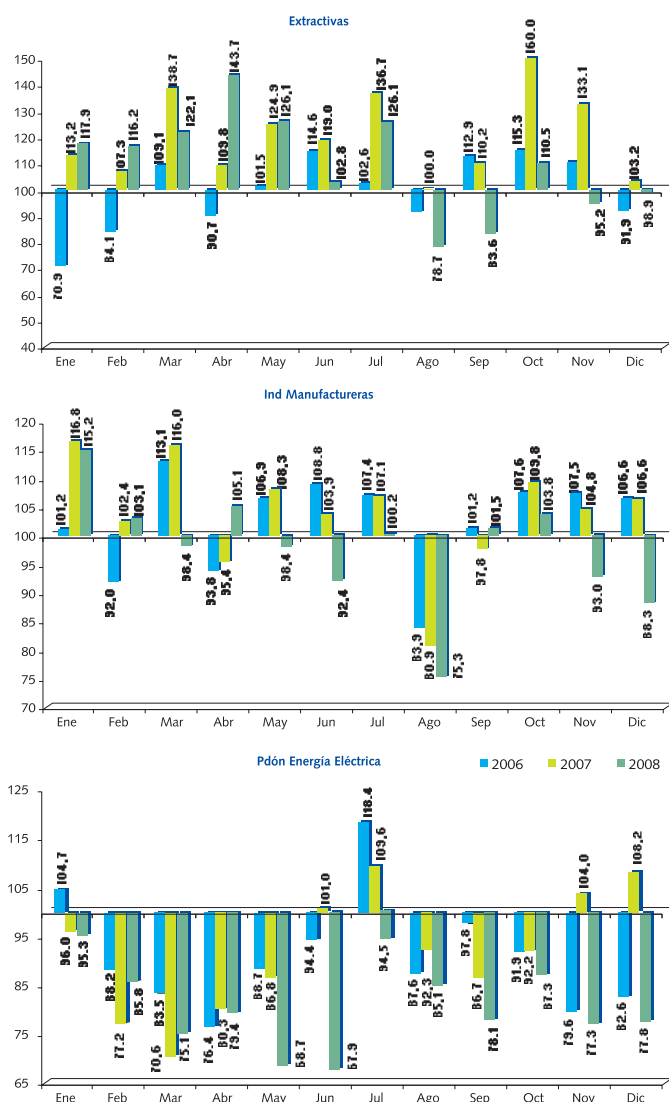 Extractivas
150
140
130
120
110
100
90
80
70
60
50
40
70.9 113.2 117.9
84.1 107.3 116.2
109.1 138.7 122.1
90.7 109.8 143.7
101.5 124.9 126.1
114.6 119.0 102.8
102.6 136.7 126.1
100.0 78.7
112.9 110.2 83.6
115.3 160.0 110.5
133.1 95.2
91.9 103.2 98.9
Ene Feb Mar Abr May Jun Jul Ago Sep Oct Nov Dic
Ind Manufactureras
120
115
110
105
100
95
90
85
80
75
70
101.2 116.8 115.2
92.0 102.4 103.1
113.1 116.0 98.4
93.8 95.4 105.1
106.9 108.3 98.4
108.8 103.9 92.4
107.4 107.1 100.2
83.9 80.9 75.3
101.2 97.8 101.5
107.6 109.8 103.8
107.5 104.8 93.0
106.6 106.6 88.3
Ene Feb Mar Abr May Jun Jul Ago Sep Oct Nov Dic
Pdón Energía Eléctrica
2006 2007 2008
125
115
105
95
85
75
65
104.7 96.0 95.3
88.2 77.2 85.8
83.5 70.6 75.1
76.4 80.3 79.4
88.7 86.8 68.7
94.4 101.0 67.9
118.4 109.6 94.5
87.6 92.3 85.1
97.8 86.7 78.1
91.9 92.2 87.3
79.6 104.0 77.3
82.6 108.2 77.8
Ene Feb Mar Abr May Jun Jul Ago Sep Oct Nov Dic